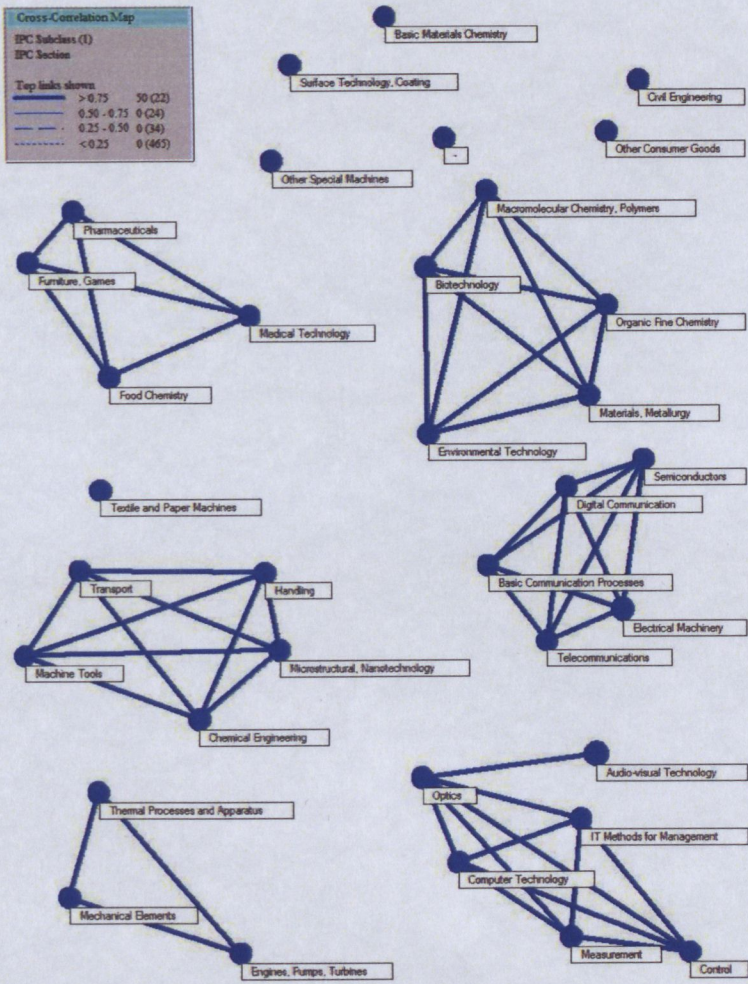 Cross-Correlation Map
IPC Subclass (1)
IPC Section
Top links shown
> 0.75 50 (22)
0.50 - 0.75 0 (24)
0.25 - 0.50 0 (34)
< 0.25 0 (465)
Basic Materials Chemistry
Surface Technology, Coating
Civil Engineering
Other Consumer Goods
-
Other Special Machines
Macromolecular Chemistry, Polymers
Pharmaceuticals
Furniture, Games
Biotechnology
Medical Technology
Organic Fine Chemistry
Food Chemistry
Materials, Metallurgy
Environmental Technology
Semiconductors
Textile and Paper Machines
Digital Communication
Transport
Handling
Basic Communication Processes
Electrical Machinery
Machine Tools
Microstructural, Nanotechnology
Telecommunications
Chemical Engineering
Audio-visual Technology
Optics
Thermal Processes and Apparatus
IT Methods for Management
Computer Technology
Mechanical Elements
Measurement
Engines, Pumps, Turbines
Control